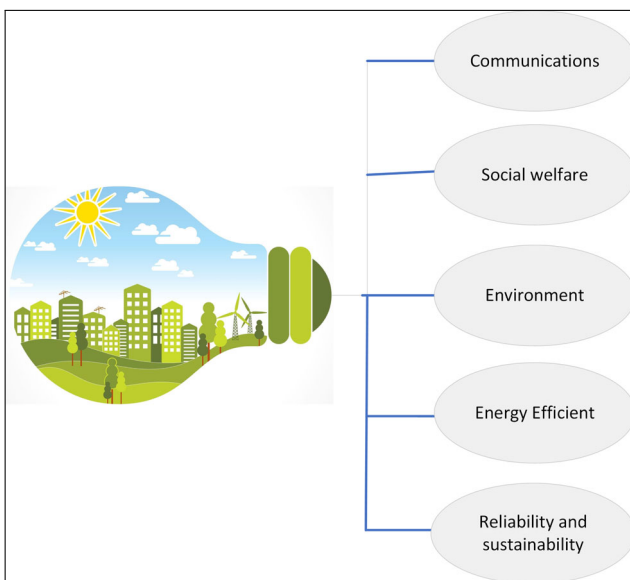 Communications
Social welfare
Environment
Energy Efficient
Reliability and
sustainability